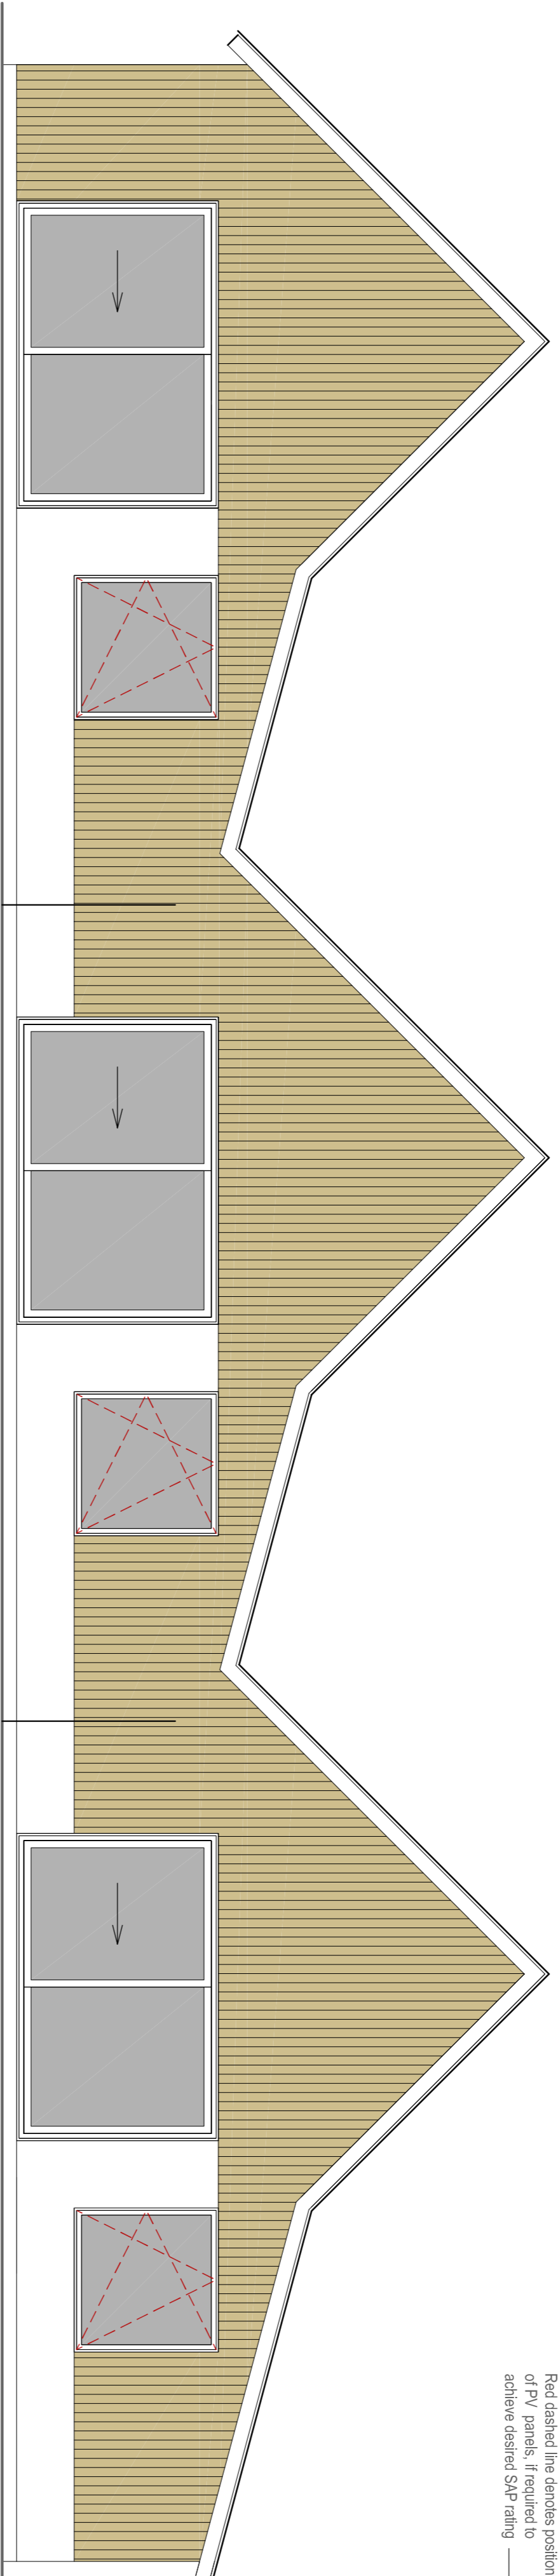 Red dashed line denotes position
of PV panels, if required to
achieve desired SAP rating